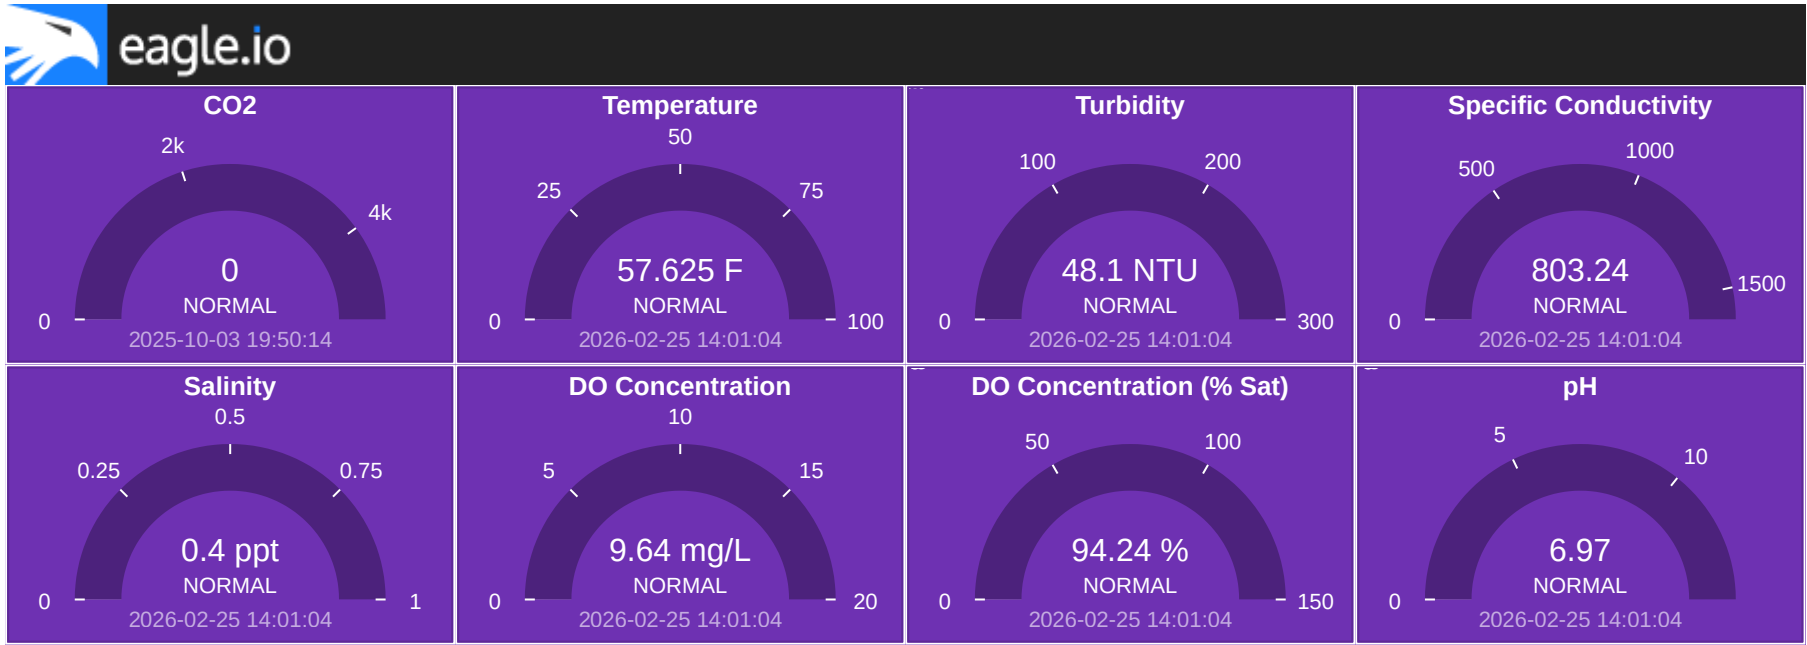 eagle.io
CO2
2k
4k
0
0
NORMAL
2025-10-03 19:50:14
Temperature
50
25
75
57.625 F
NORMAL
0
100
2026-02-25 14:01:04
Turbidity
100
200
48.1 NTU
NORMAL
0
300
2026-02-25 14:01:04
Specific Conductivity
1000
500
803.24
1500
NORMAL
0
2026-02-25 14:01:04
Salinity
0.5
0.25
0.75
0.4 ppt
NORMAL
0
1
2026-02-25 14:01:04
DO Concentration
10
5
15
9.64 mg/L
NORMAL
0
20
2026-02-25 14:01:04
DO Concentration (% Sat)
50
100
94.24 %
NORMAL
0
150
2026-02-25 14:01:04
pH
5
10
6.97
NORMAL
0
2026-02-25 14:01:04